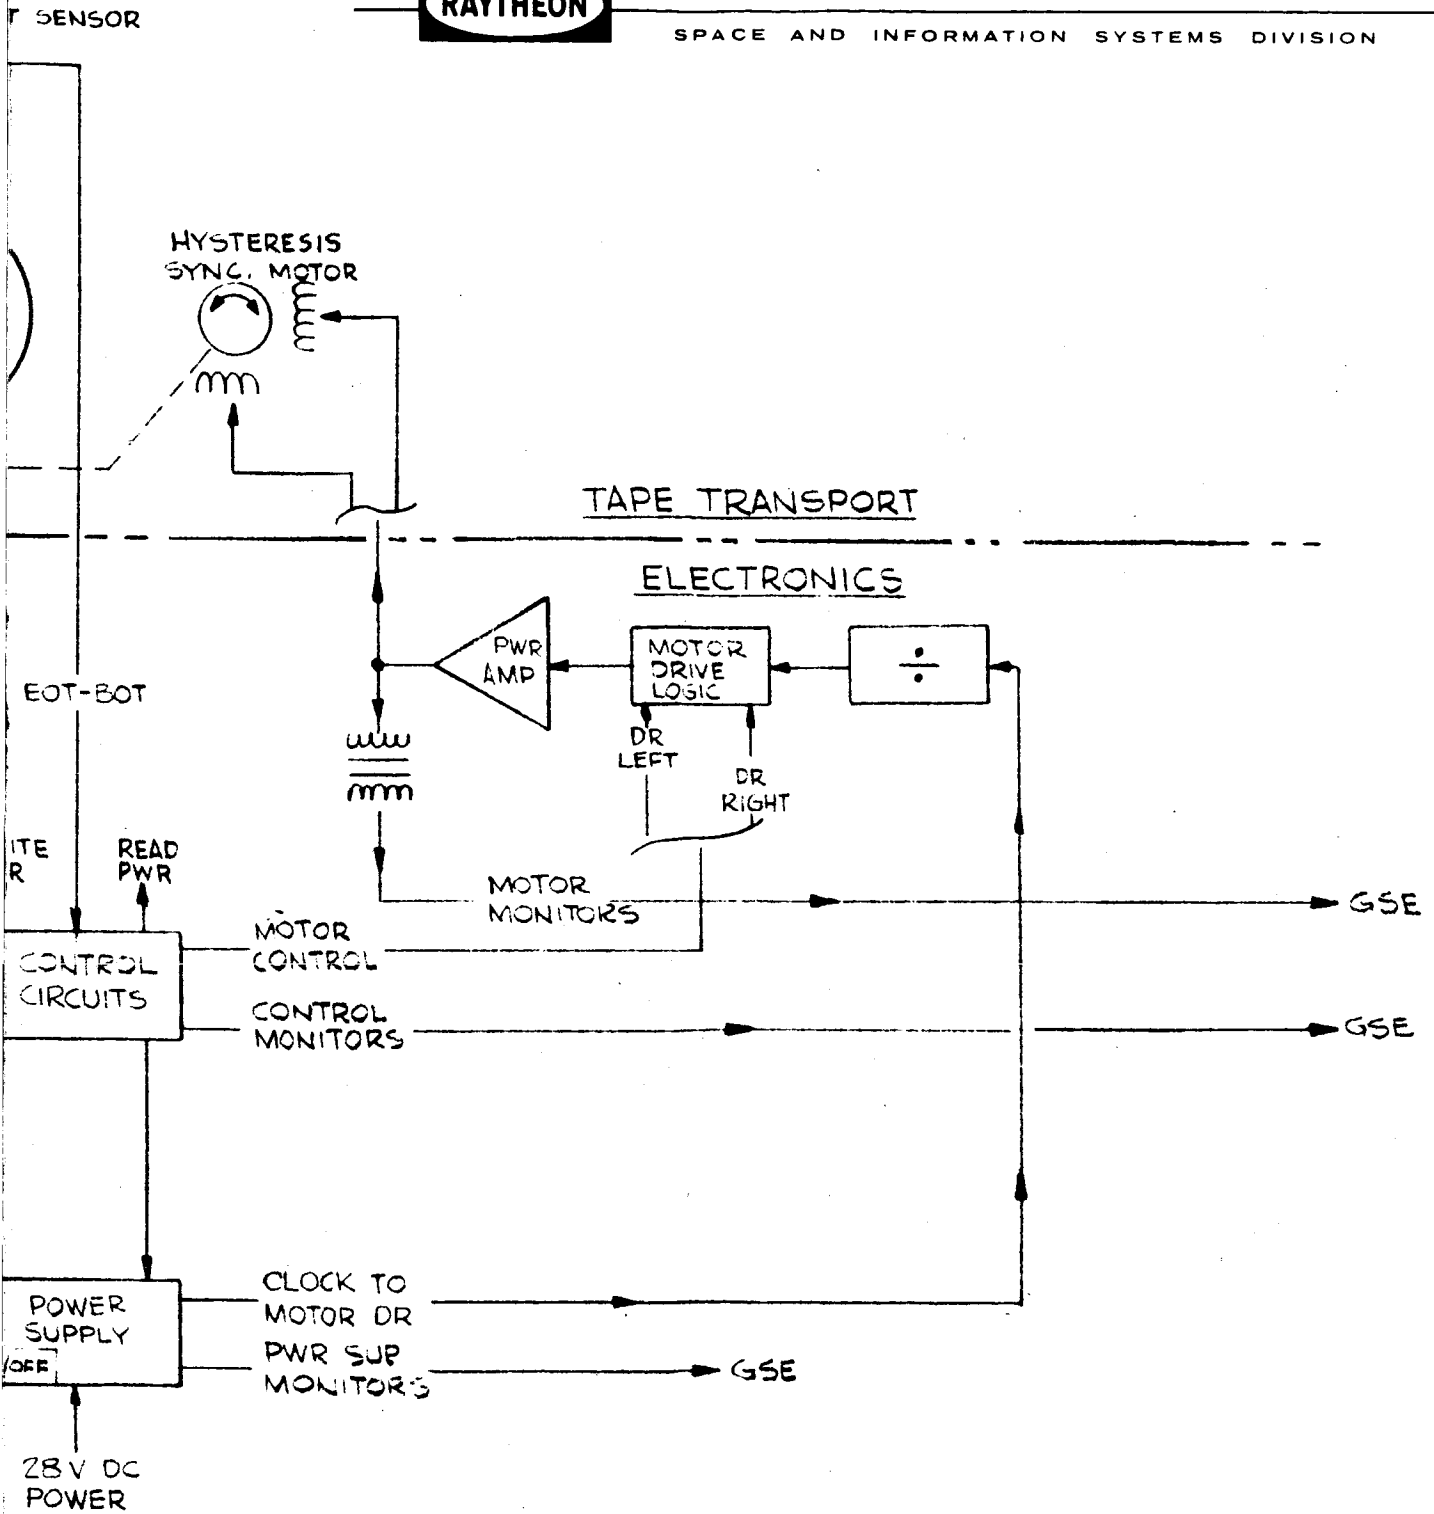 T SENSOR
RAYTHEON
SPACE AND INFORMATION SYSTEMS DIVISION
HYSTERESIS
SYNC. MOTOR
TAPE TRANSPORT
ELECTRONICS
PWR
AMP
MOTOR
DRIVE
LOGIC
÷
EOT-BOT
DR
LEFT
DR
RIGHT
ITE
R
READ
PWR
MOTOR
MONITORS
GSE
MOTOR
CONTROL
CONTROL
CIRCUITS
CONTROL
MONITORS
GSE
CLOCK TO
MOTOR DR
POWER
SUPPLY
/OFF
PWR SUP
MONITORS
GSE
28 V DC
POWER